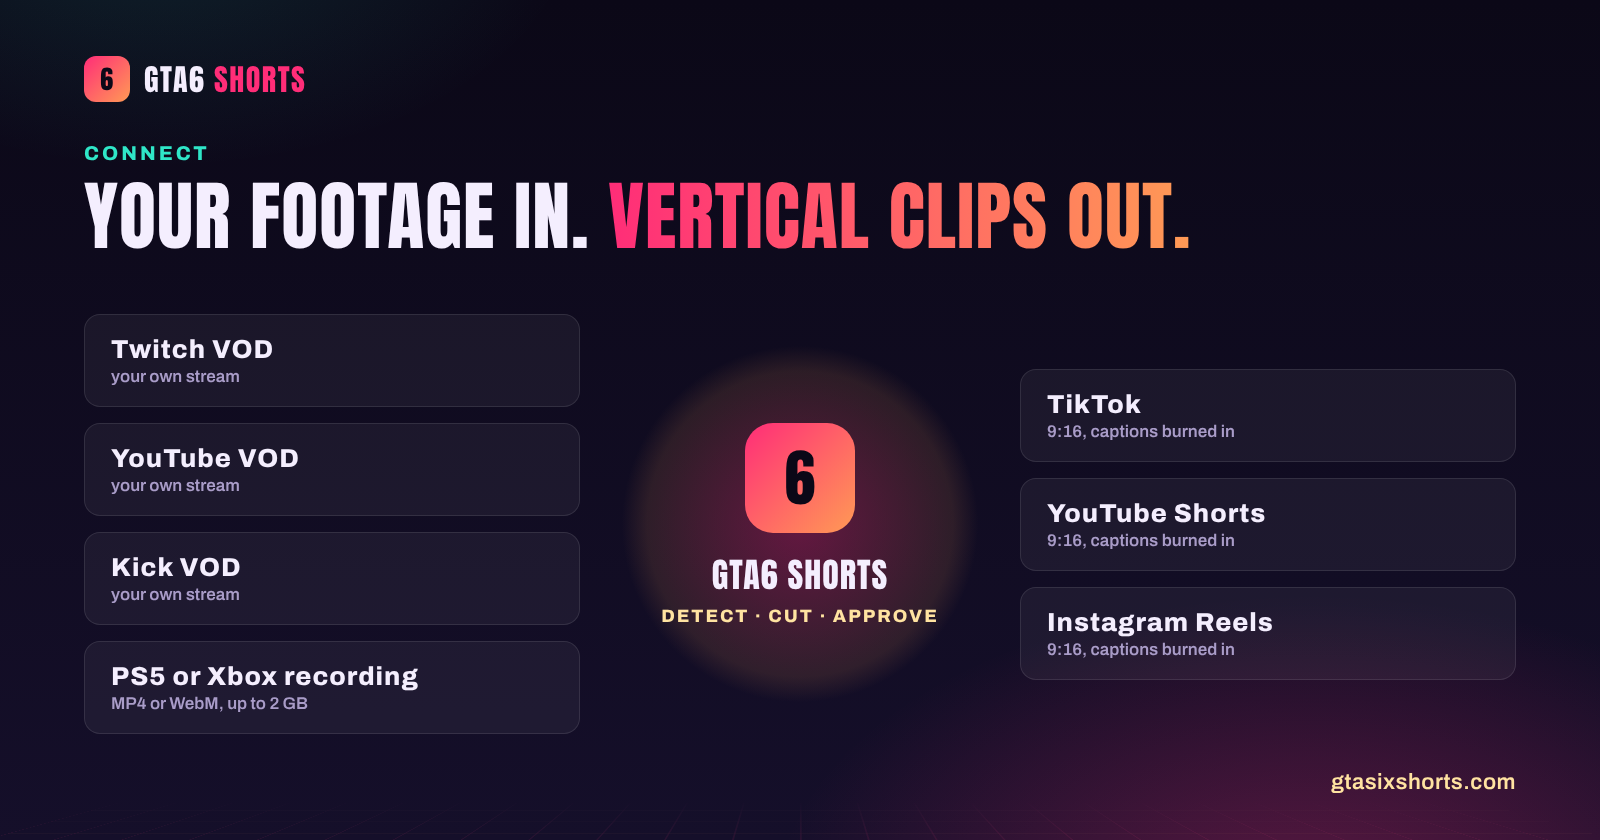 6
GTA6 SHORTS
CONNECT
YOUR FOOTAGE IN. VERTICAL CLIPS OUT.
Twitch VOD
your own stream
YouTube VOD
your own stream
Kick VOD
your own stream
PS5 or Xbox recording
MP4 or WebM, up to 2 GB
6
GTA6 SHORTS
DETECT · CUT · APPROVE
TikTok
9:16, captions burned in
YouTube Shorts
9:16, captions burned in
Instagram Reels
9:16, captions burned in
gtasixshorts.com